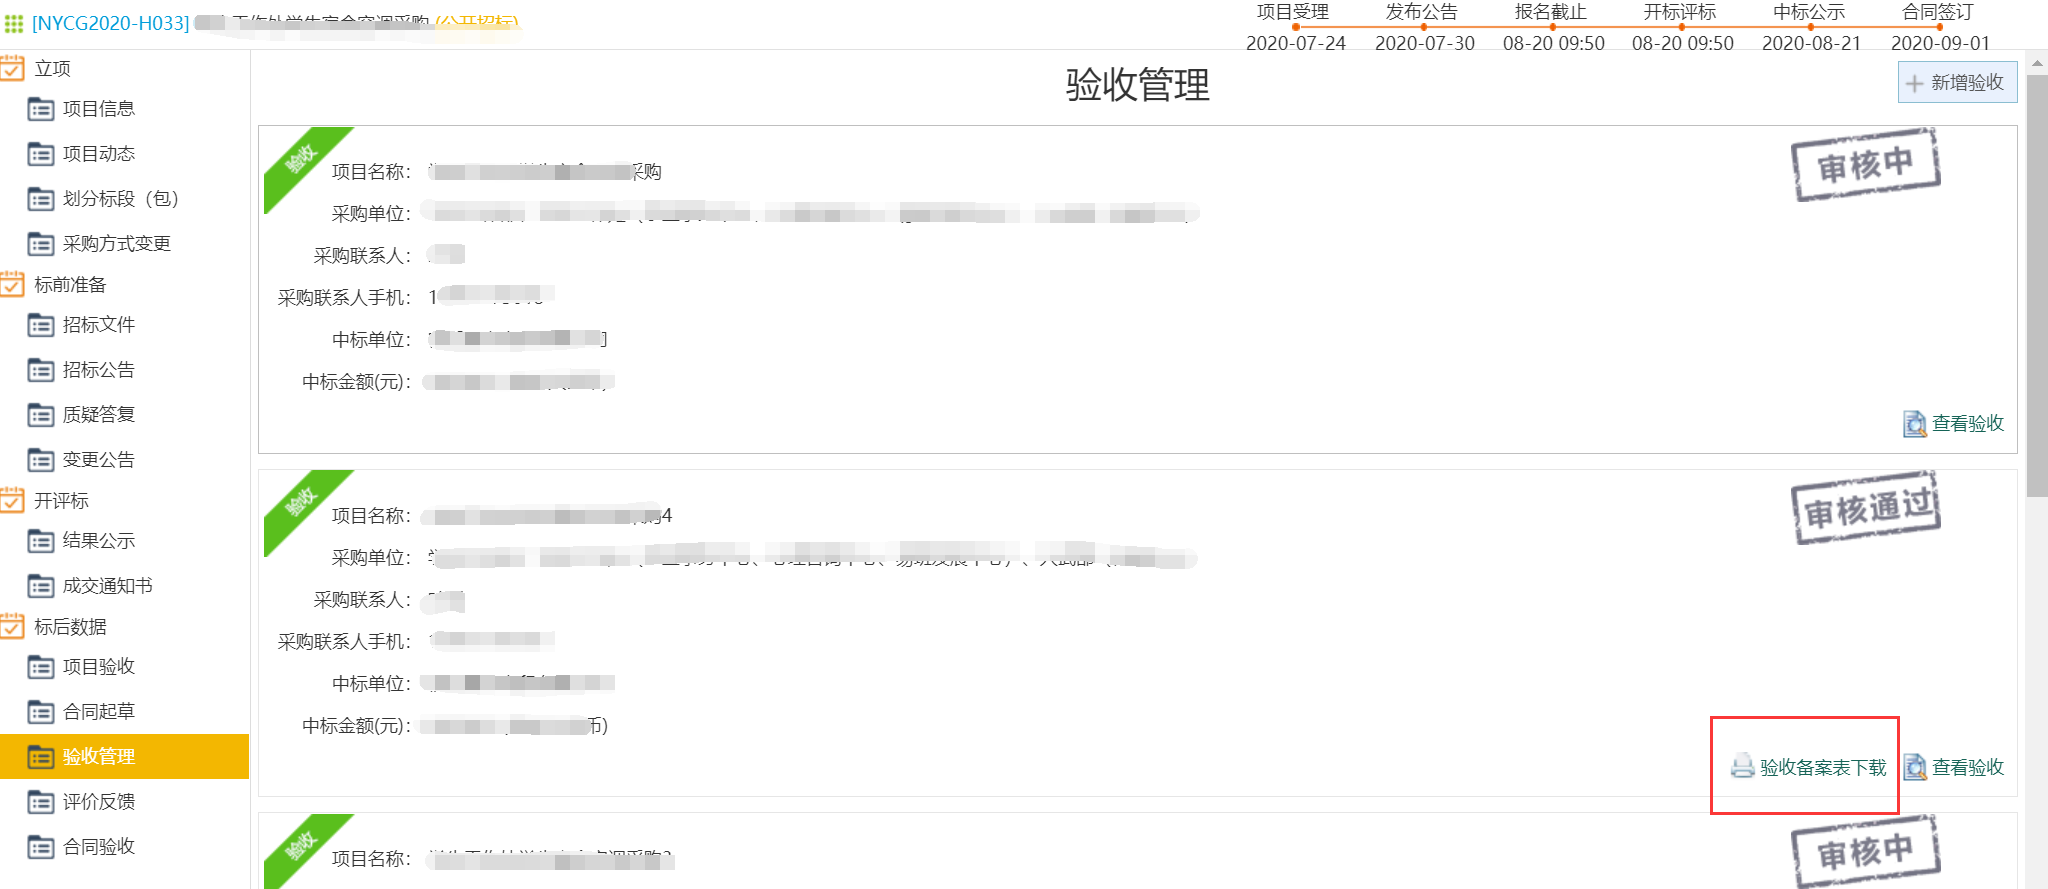 [NYCG2020-H033] (公开招标)
项目受理 发布公告 报名截止 开标评标 中标公示 合同签订
2020-07-24 2020-07-30 08-20 09:50 08-20 09:50 2020-08-21 2020-09-01
立项
项目信息
项目动态
划分标段（包）
采购方式变更
标前准备
招标文件
招标公告
质疑答复
变更公告
开评标
结果公示
成交通知书
标后数据
项目验收
合同起草
验收管理
评价反馈
合同验收
验收管理
新增验收
验收
审核中
项目名称： 采购
采购单位：
采购联系人：
采购联系人手机： 1
中标单位：
中标金额(元)：
查看验收
验收
审核通过
项目名称： 4
采购单位：
采购联系人：
采购联系人手机：
中标单位：
中标金额(元)： 币)
验收备案表下载 查看验收
验收
审核中
项目名称：